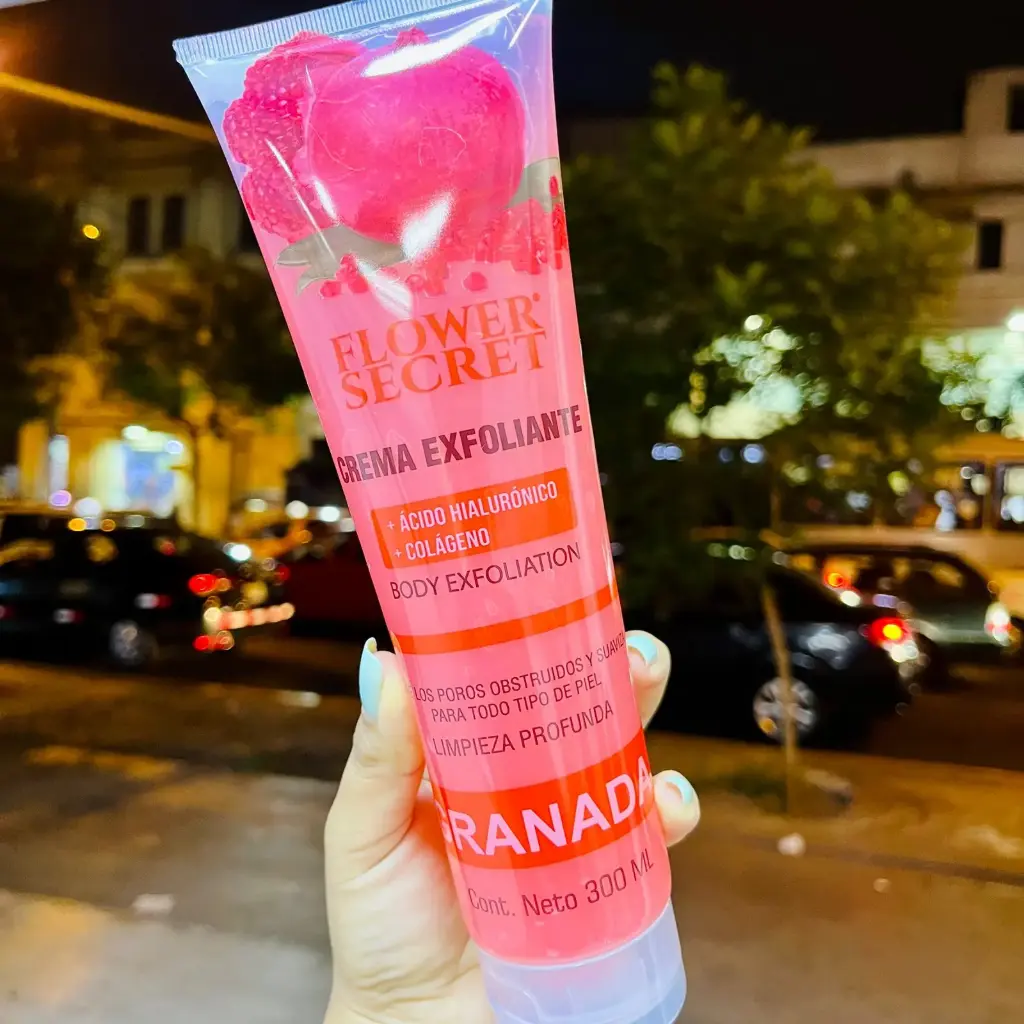 FLOWER
SECRET
CREMA EXFOLIANTE
+ ÁCIDO HIALURÓNICO
+ COLÁGENO
BODY EXFOLIATION
LOS POROS OBSTRUIDOS Y
PARA TODO TIPO DE PIEL
LIMPIEZA PROFUNDA
GRANADA
Cont. Neto 300 ML